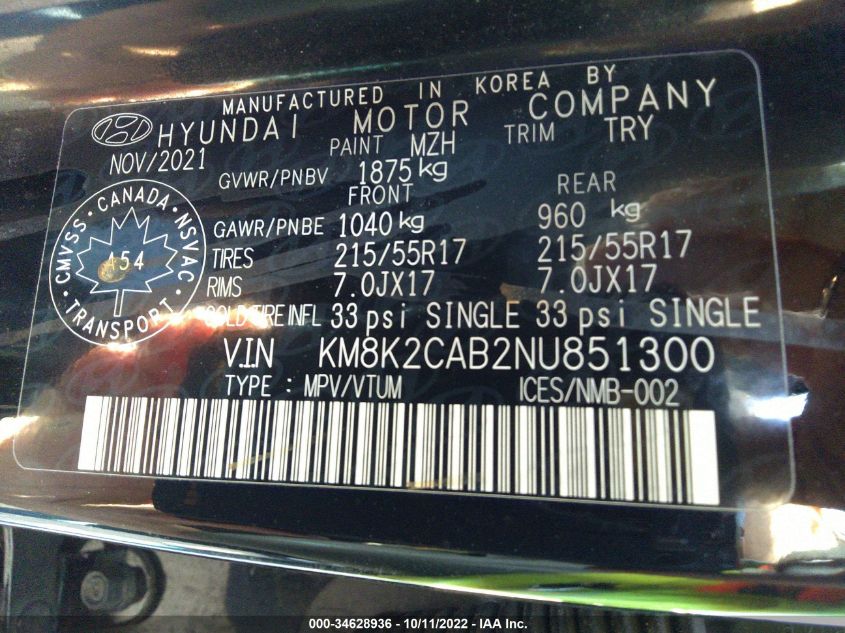 MANUFACTURED IN KOREA BY
HYUNDAI MOTOR COMPANY
NOV/2021 PAINT MZH TRIM TRY
GVWR/PNBV 1875 kg
FRONT REAR
GAWR/PNBE 1040 kg 960 kg
TIRES 215/55R17 215/55R17
RIMS 7.0JX17 7.0JX17
COLD TIRE INFL 33 psi SINGLE 33 psi SINGLE
CMVSS · CANADA · NSVAC · TRANSPORT ·
454
V.I.N KM8K2CAB2NU851300
TYPE : MPV/VTUM ICES/NMB-002
000-34628936 - 10/11/2022 - IAA Inc.